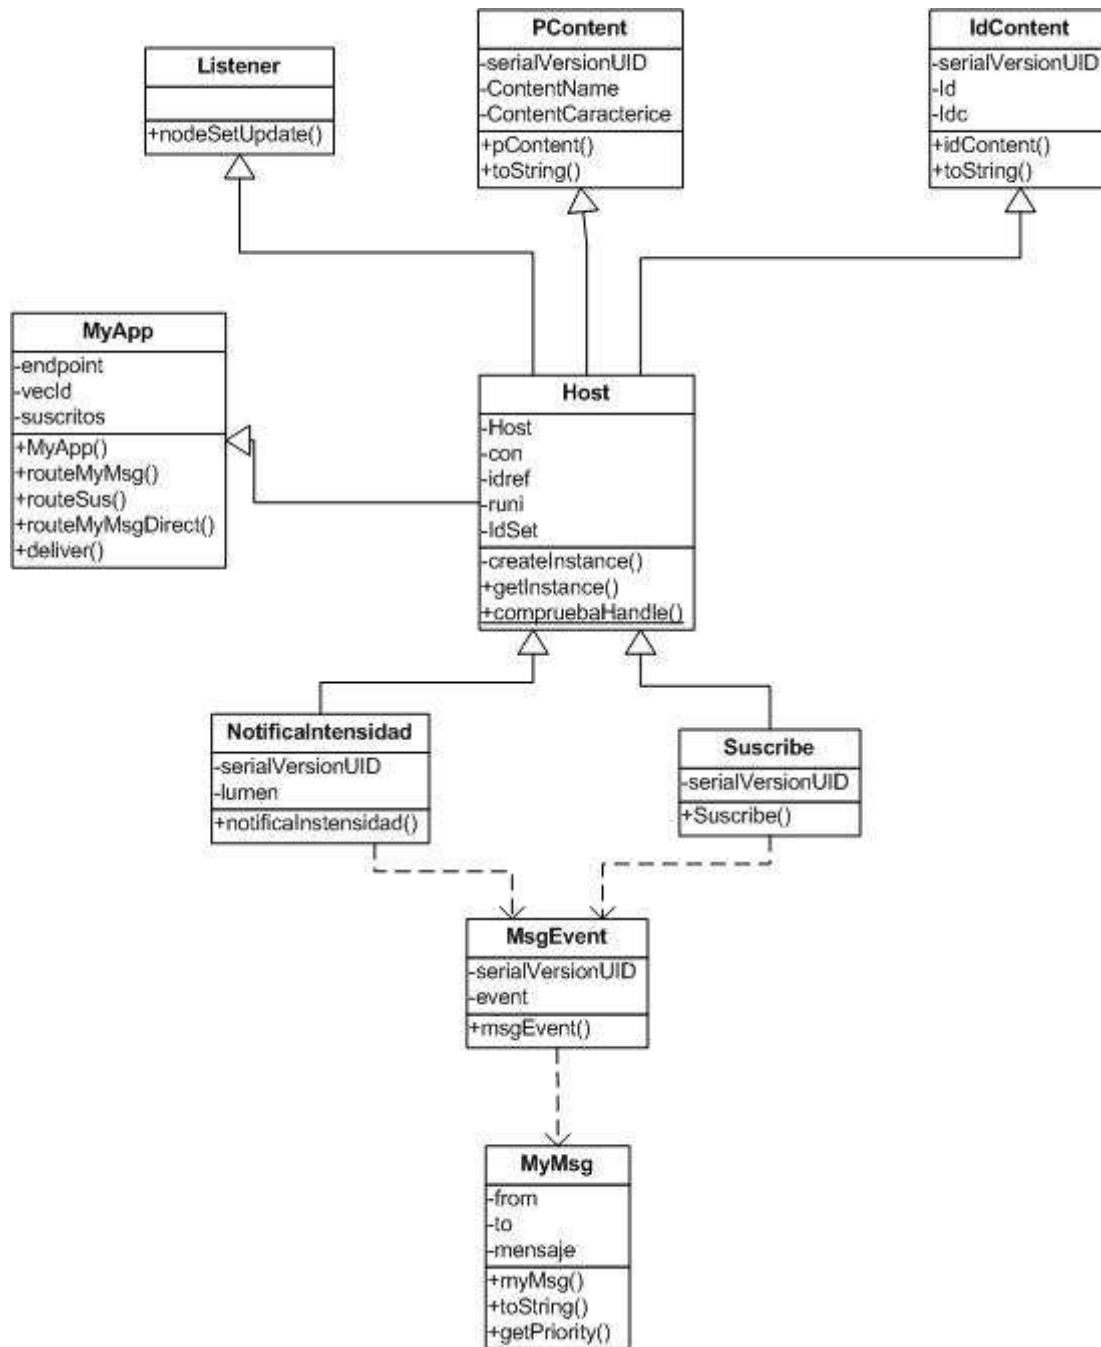 PContent
-serialVersionUID
-ContentName
-ContentCaracterice
+pContent()
+toString()
IdContent
-serialVersionUID
-Id
-Idc
+idContent()
+toString()
Listener
+nodeSetUpdate()
MyApp
-endpoint
-vecId
-suscritos
+MyApp()
+routeMyMsg()
+routeSus()
+routeMyMsgDirect()
+deliver()
Host
-Host
-con
-idref
-runi
-IdSet
-createInstance()
+getInstance()
+compruebaHandle()
NotificaIntensidad
-serialVersionUID
-lumen
+notificaInstensidad()
Suscribe
-serialVersionUID
+Suscribe()
MsgEvent
-serialVersionUID
-event
+msgEvent()
MyMsg
-from
-to
-mensaje
+myMsg()
+toString()
+getPriority()